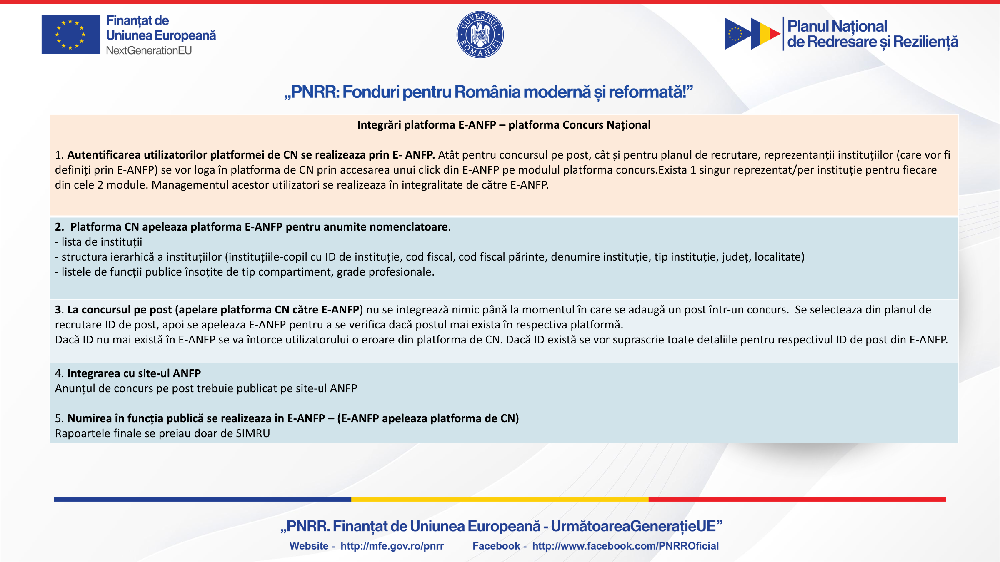 Finanțat de
Uniunea Europeană
NextGenerationEU
GUVERNUL ROMÂNIEI
Planul Național
de Redresare și Reziliență
„PNRR: Fonduri pentru România modernă și reformată!”
Integrări platforma E-ANFP – platforma Concurs Național
1. Autentificarea utilizatorilor platformei de CN se realizeaza prin E- ANFP. Atât pentru concursul pe post, cât și pentru planul de recrutare, reprezentanții instituțiilor (care vor fi
definiți prin E-ANFP) se vor loga în platforma de CN prin accesarea unui click din E-ANFP pe modulul platforma concurs.Exista 1 singur reprezentat/per instituție pentru fiecare
din cele 2 module. Managementul acestor utilizatori se realizeaza în integralitate de către E-ANFP.
2.  Platforma CN apeleaza platforma E-ANFP pentru anumite nomenclatoare.
- lista de instituții
- structura ierarhică a instituțiilor (instituțiile-copil cu ID de instituție, cod fiscal, cod fiscal părinte, denumire instituție, tip instituție, județ, localitate)
- listele de funcții publice însoțite de tip compartiment, grade profesionale.
3. La concursul pe post (apelare platforma CN către E-ANFP) nu se integrează nimic până la momentul în care se adaugă un post într-un concurs.  Se selecteaza din planul de
recrutare ID de post, apoi se apeleaza E-ANFP pentru a se verifica dacă postul mai exista în respectiva platformă.
Dacă ID nu mai există în E-ANFP se va întorce utilizatorului o eroare din platforma de CN. Dacă ID există se vor suprascrie toate detaliile pentru respectivul ID de post din E-ANFP.
4. Integrarea cu site-ul ANFP
Anunțul de concurs pe post trebuie publicat pe site-ul ANFP
5. Numirea în funcția publică se realizeaza în E-ANFP – (E-ANFP apeleaza platforma de CN)
Rapoartele finale se preiau doar de SIMRU
„PNRR. Finanțat de Uniunea Europeană - UrmătoareaGenerațieUE”
Website -  http://mfe.gov.ro/pnrr Facebook -  http://www.facebook.com/PNRROficial